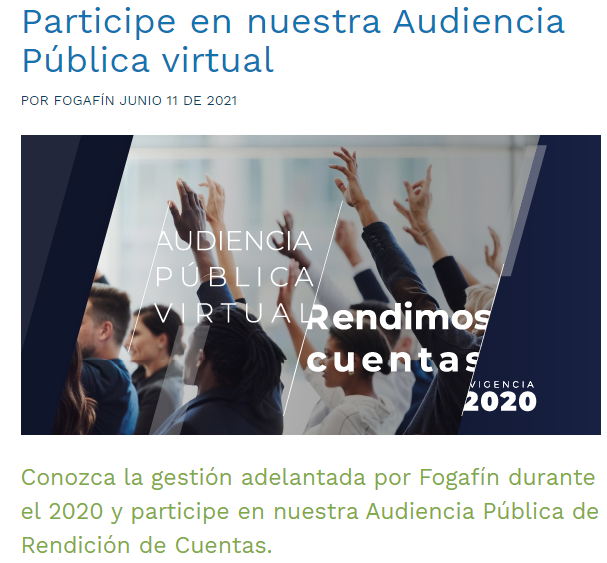 Participe en nuestra Audiencia
Pública virtual
POR FOGAFÍN JUNIO 11 DE 2021
AUDIENCIA
PÚBLICA
VIRTUAL
Rendimos
cuentas
VIGENCIA
2020
Conozca la gestión adelantada por Fogafín durante
el 2020 y participe en nuestra Audiencia Pública de
Rendición de Cuentas.